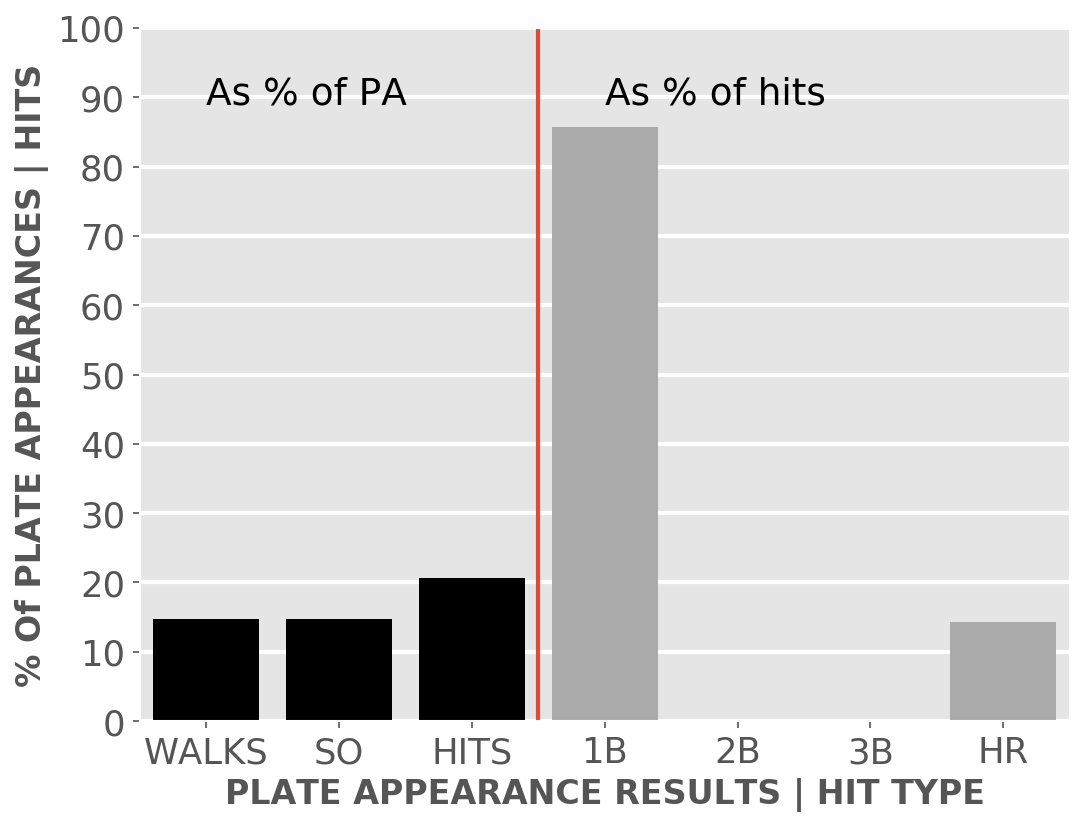 100
90
80
70
60
50
40
30
20
10
0
% Of PLATE APPEARANCES | HITS
As % of PA
As % of hits
WALKS SO HITS 1B 2B 3B HR
PLATE APPEARANCE RESULTS | HIT TYPE